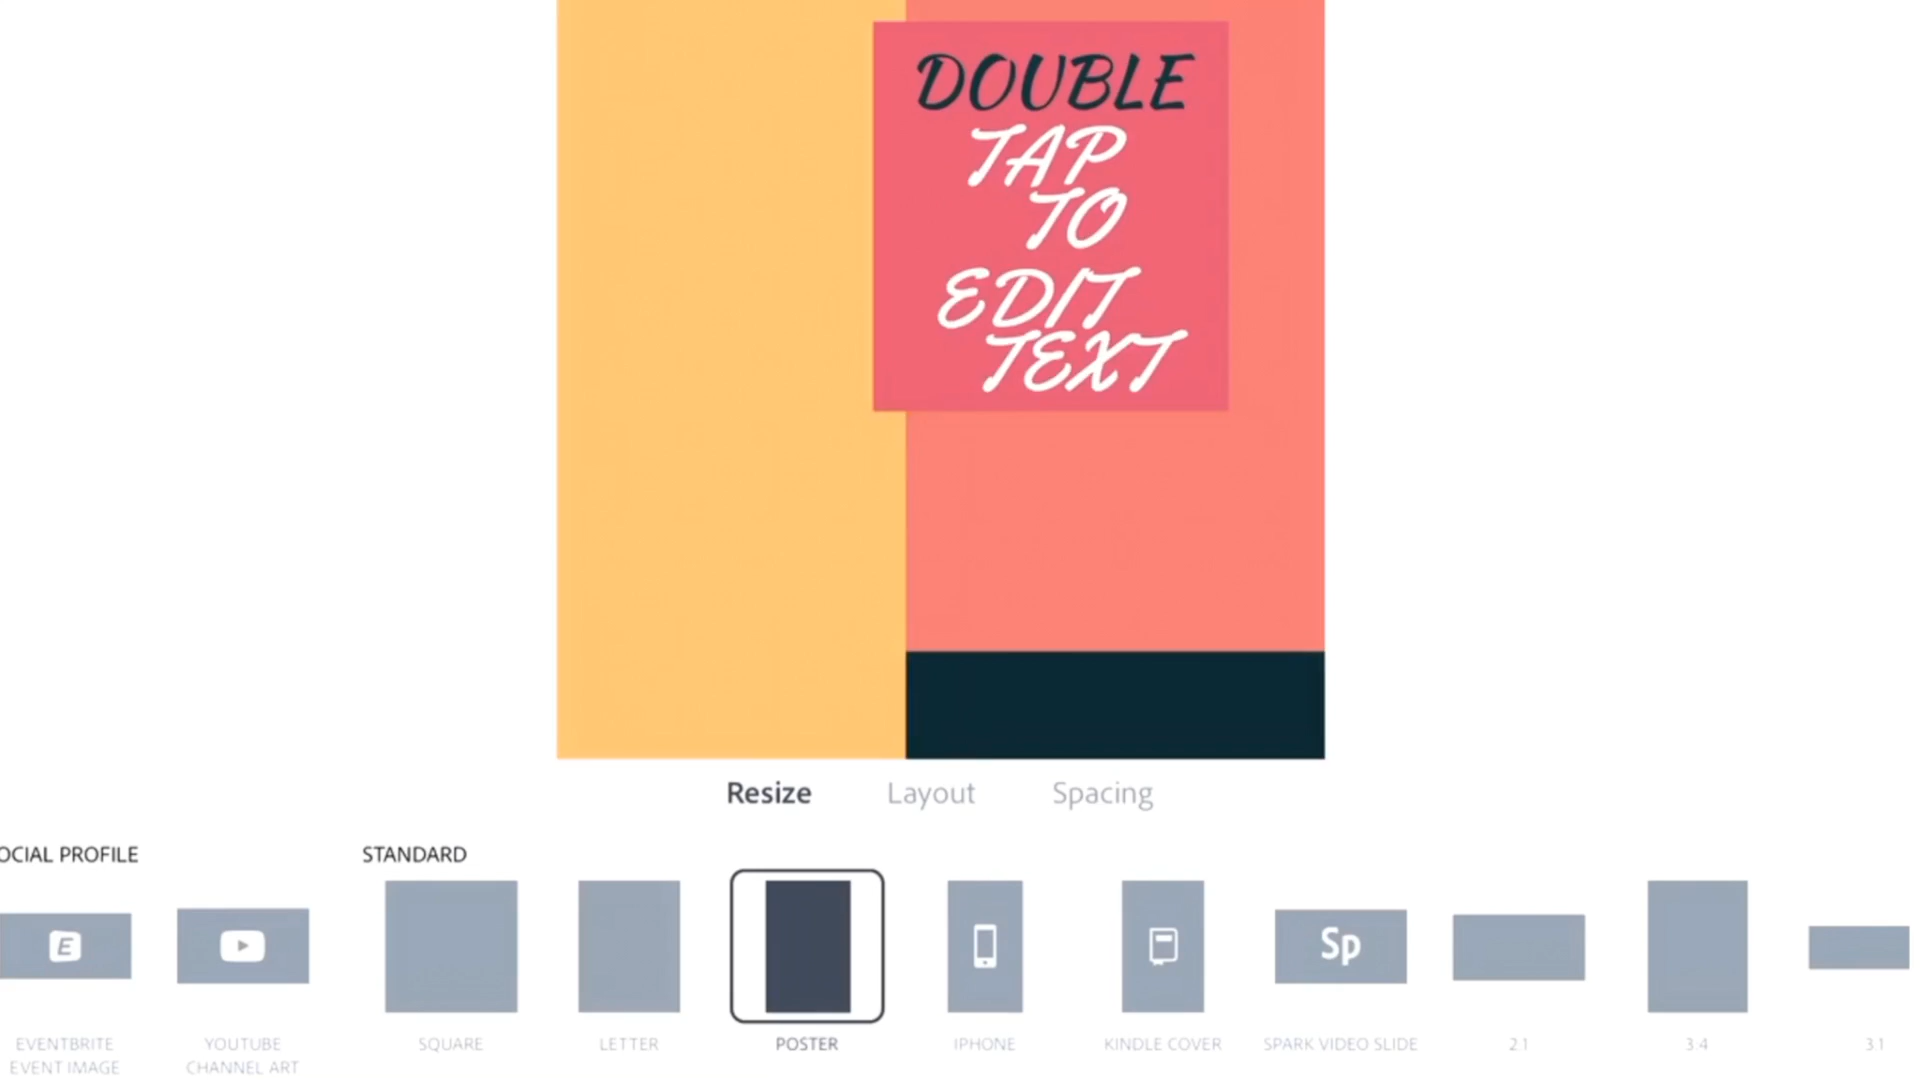 DOUBLE
TAP
TO
EDIT
TEXT
Resize Layout Spacing
OCIAL PROFILE STANDARD
E Sp
EVENTBRITE EVENT IMAGE
YOUTUBE CHANNEL ART
SQUARE
LETTER
POSTER
IPHONE
KINDLE COVER
SPARK VIDEO SLIDE
2:1
3:4
3:1